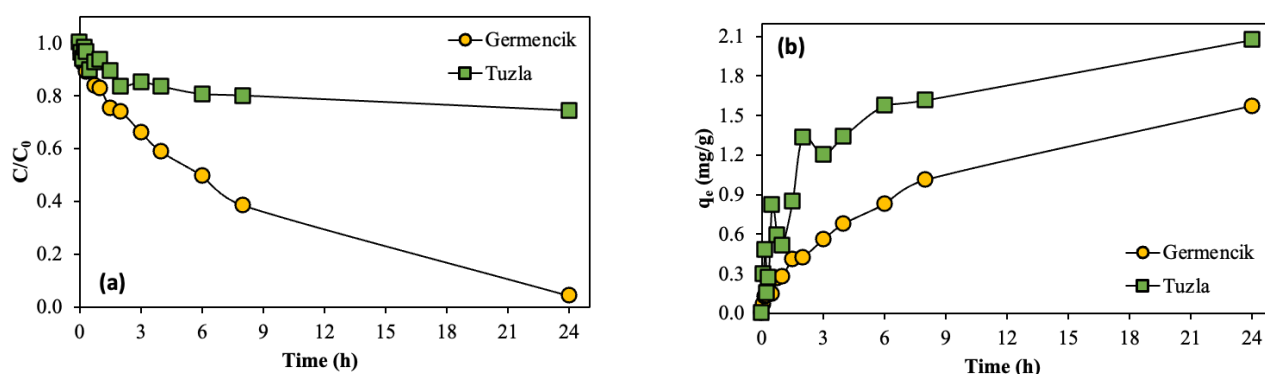 1.0
0.8
0.6
0.4
0.2
0.0
C/C₀
Germencik
Tuzla
(a)
0 3 6 9 12 15 18 21 24
Time (h)
2.1
1.8
1.5
1.2
0.9
0.6
0.3
0.0
qₑ (mg/g)
(b)
Germencik
Tuzla
0 3 6 9 12 15 18 21 24
Time (h)